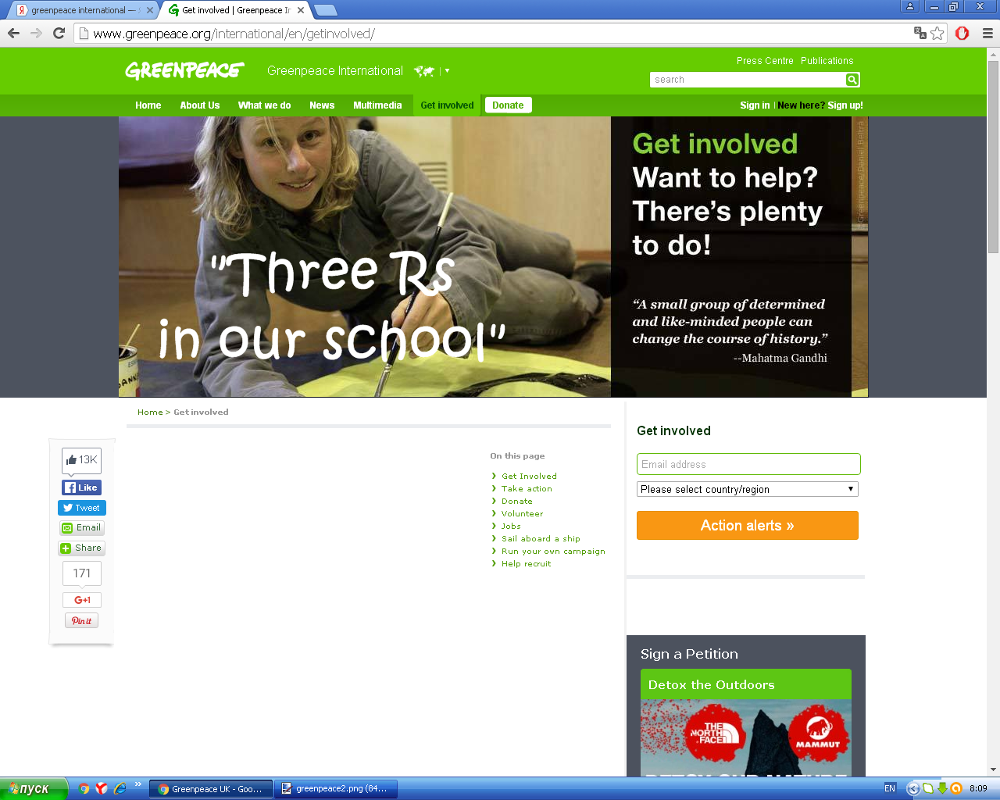 greenpeace international —
Get involved | Greenpeace In
www.greenpeace.org/international/en/getinvolved/
GREENPEACE
Greenpeace International
Press Centre Publications
search
Home About Us What we do News Multimedia Get involved Donate
Sign in | New here? Sign up!
"Three Rs
in our school"
Get involved
Want to help?
There's plenty
to do!
“A small group of determined
and like-minded people can
change the course of history.”
--Mahatma Gandhi
Greenpeace/Daniel Beltrá
Home > Get involved
13K
Like
Tweet
Email
Share
171
G+1
Pin it
On this page
Get Involved
Take action
Donate
Volunteer
Jobs
Sail aboard a ship
Run your own campaign
Help recruit
Get involved
Email address
Please select country/region
Action alerts »
Sign a Petition
Detox the Outdoors
THE
NORTH
FACE
MAMMUT
DETOX OUR NATURE
пуск
Greenpeace UK - Goo...
greenpeace2.png (84...
EN
8:09